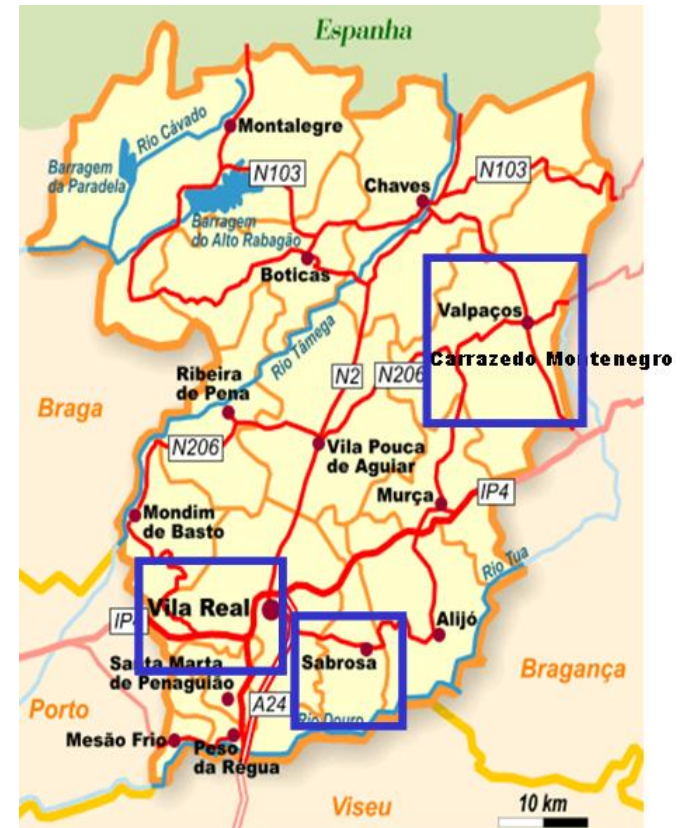 Espanha
Rio Cávado
Montalegre
Barragem
da Paradela
N103
N103
Chaves
Barragem
do Alto Rabagão
Boticas
Valpaços
Rio Tâmega
Carrazedo Montenegro
Ribeira
de Pena
N2
N206
Braga
N206
Vila Pouca
de Aguiar
Murça
IP4
Mondim
de Basto
Rio Tua
Vila Real
IP4
Alijó
Sabrosa
Santa Marta
de Penaguião
Bragança
Porto
A24
Rio Douro
Mesão Frio
Peso
da Régua
Viseu
10 km